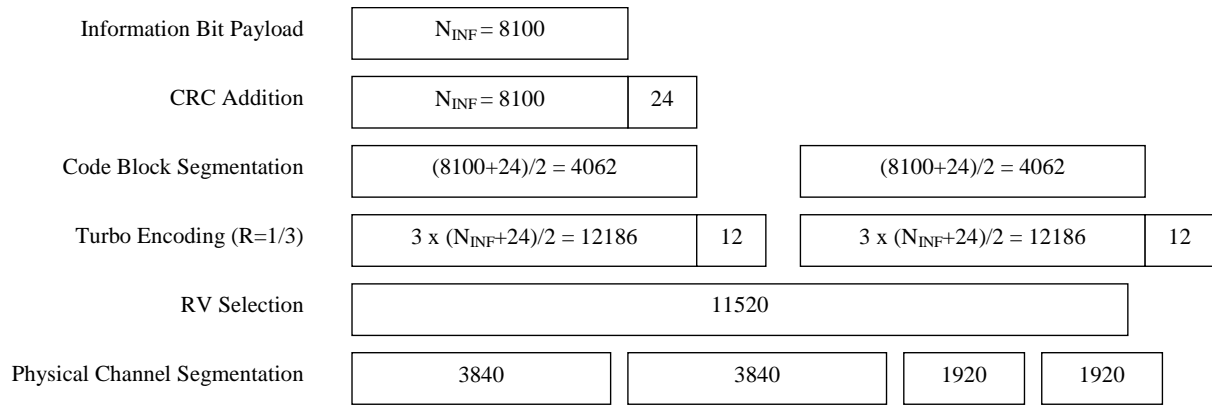 Information Bit Payload N_INF = 8100
CRC Addition N_INF = 8100 24
Code Block Segmentation (8100+24)/2 = 4062 (8100+24)/2 = 4062
Turbo Encoding (R=1/3) 3 x (N_INF+24)/2 = 12186 12 3 x (N_INF+24)/2 = 12186 12
RV Selection 11520
Physical Channel Segmentation 3840 3840 1920 1920